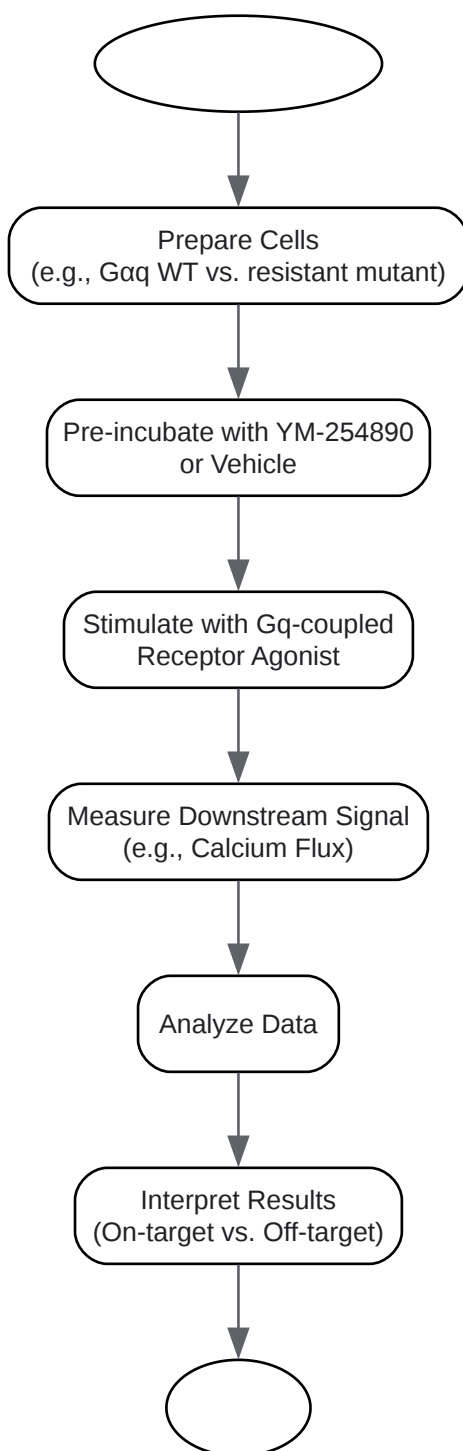 Prepare Cells
(e.g., Gαq WT vs. resistant mutant)
Pre-incubate with YM-254890
or Vehicle
Stimulate with Gq-coupled
Receptor Agonist
Measure Downstream Signal
(e.g., Calcium Flux)
Analyze Data
Interpret Results
(On-target vs. Off-target)